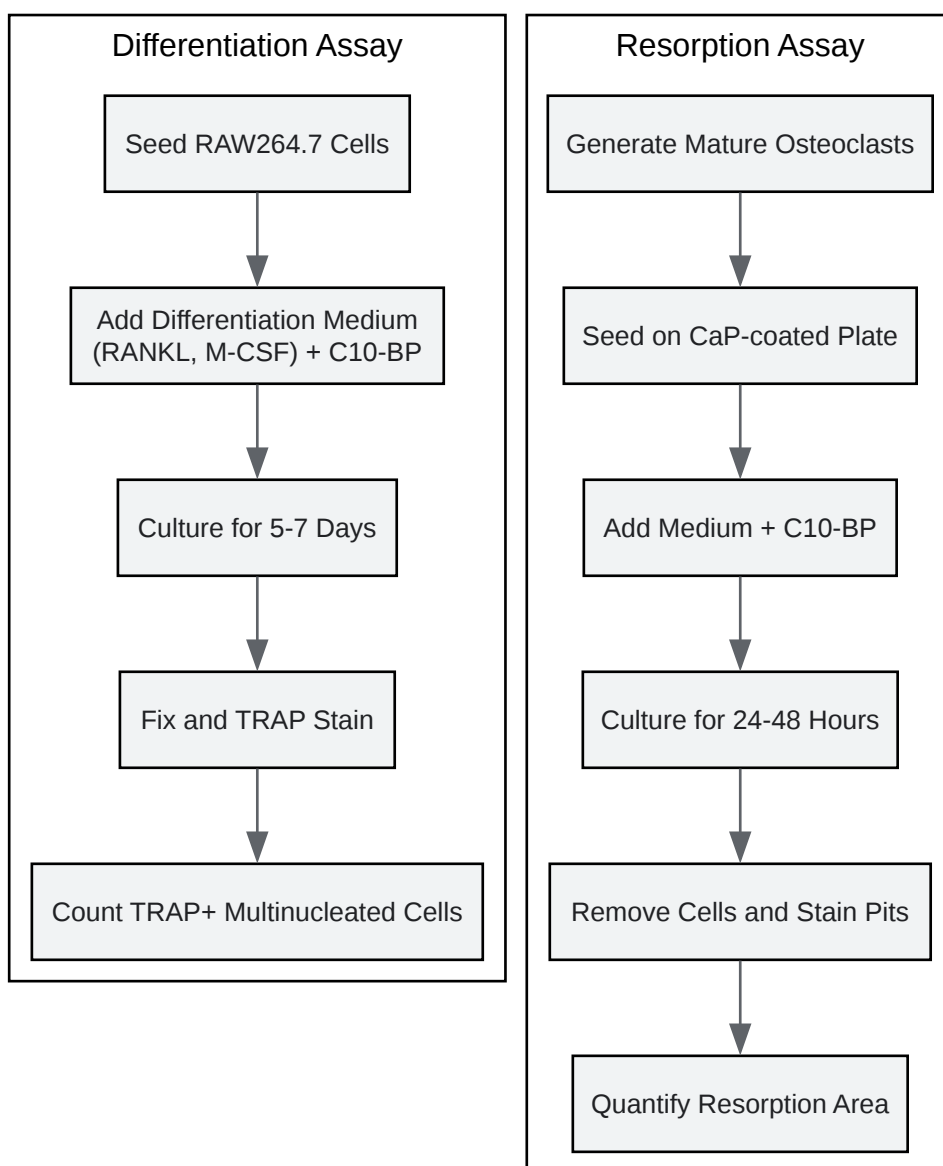 Differentiation Assay
Seed RAW264.7 Cells
Add Differentiation Medium
(RANKL, M-CSF) + C10-BP
Culture for 5-7 Days
Fix and TRAP Stain
Count TRAP+ Multinucleated Cells
Resorption Assay
Generate Mature Osteoclasts
Seed on CaP-coated Plate
Add Medium + C10-BP
Culture for 24-48 Hours
Remove Cells and Stain Pits
Quantify Resorption Area